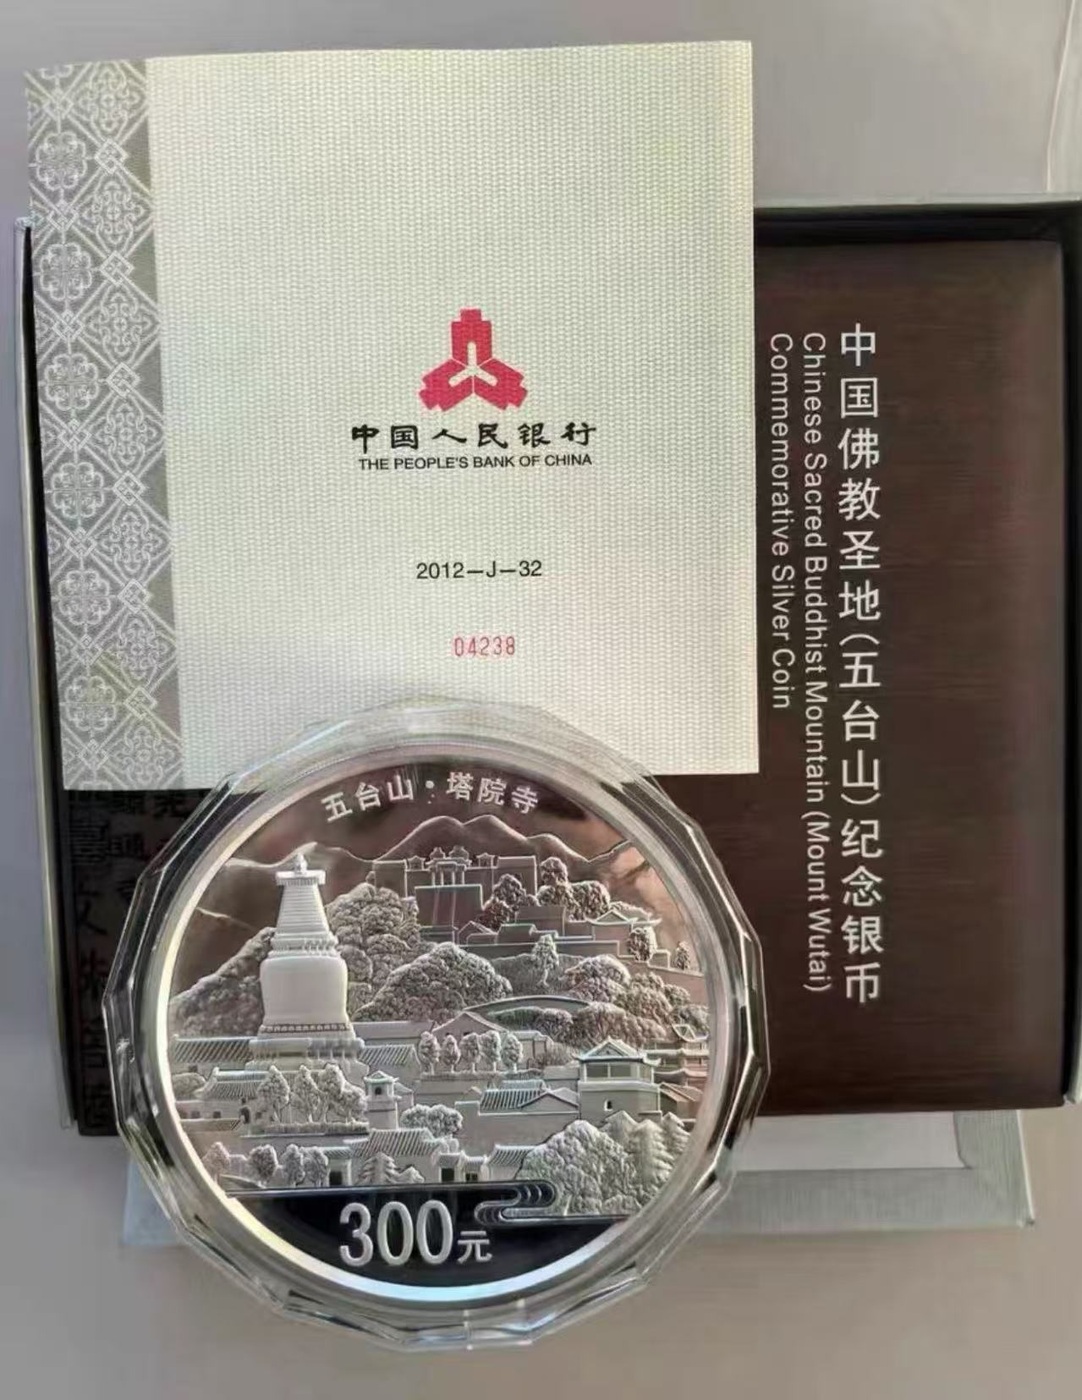 中国人民银行
THE PEOPLE'S BANK OF CHINA
2012-J-32
04238
中国佛教圣地(五台山)纪念银币
Chinese Sacred Buddhist Mountain (Mount Wutai)
Commemorative Silver Coin
五台山·塔院寺
300元